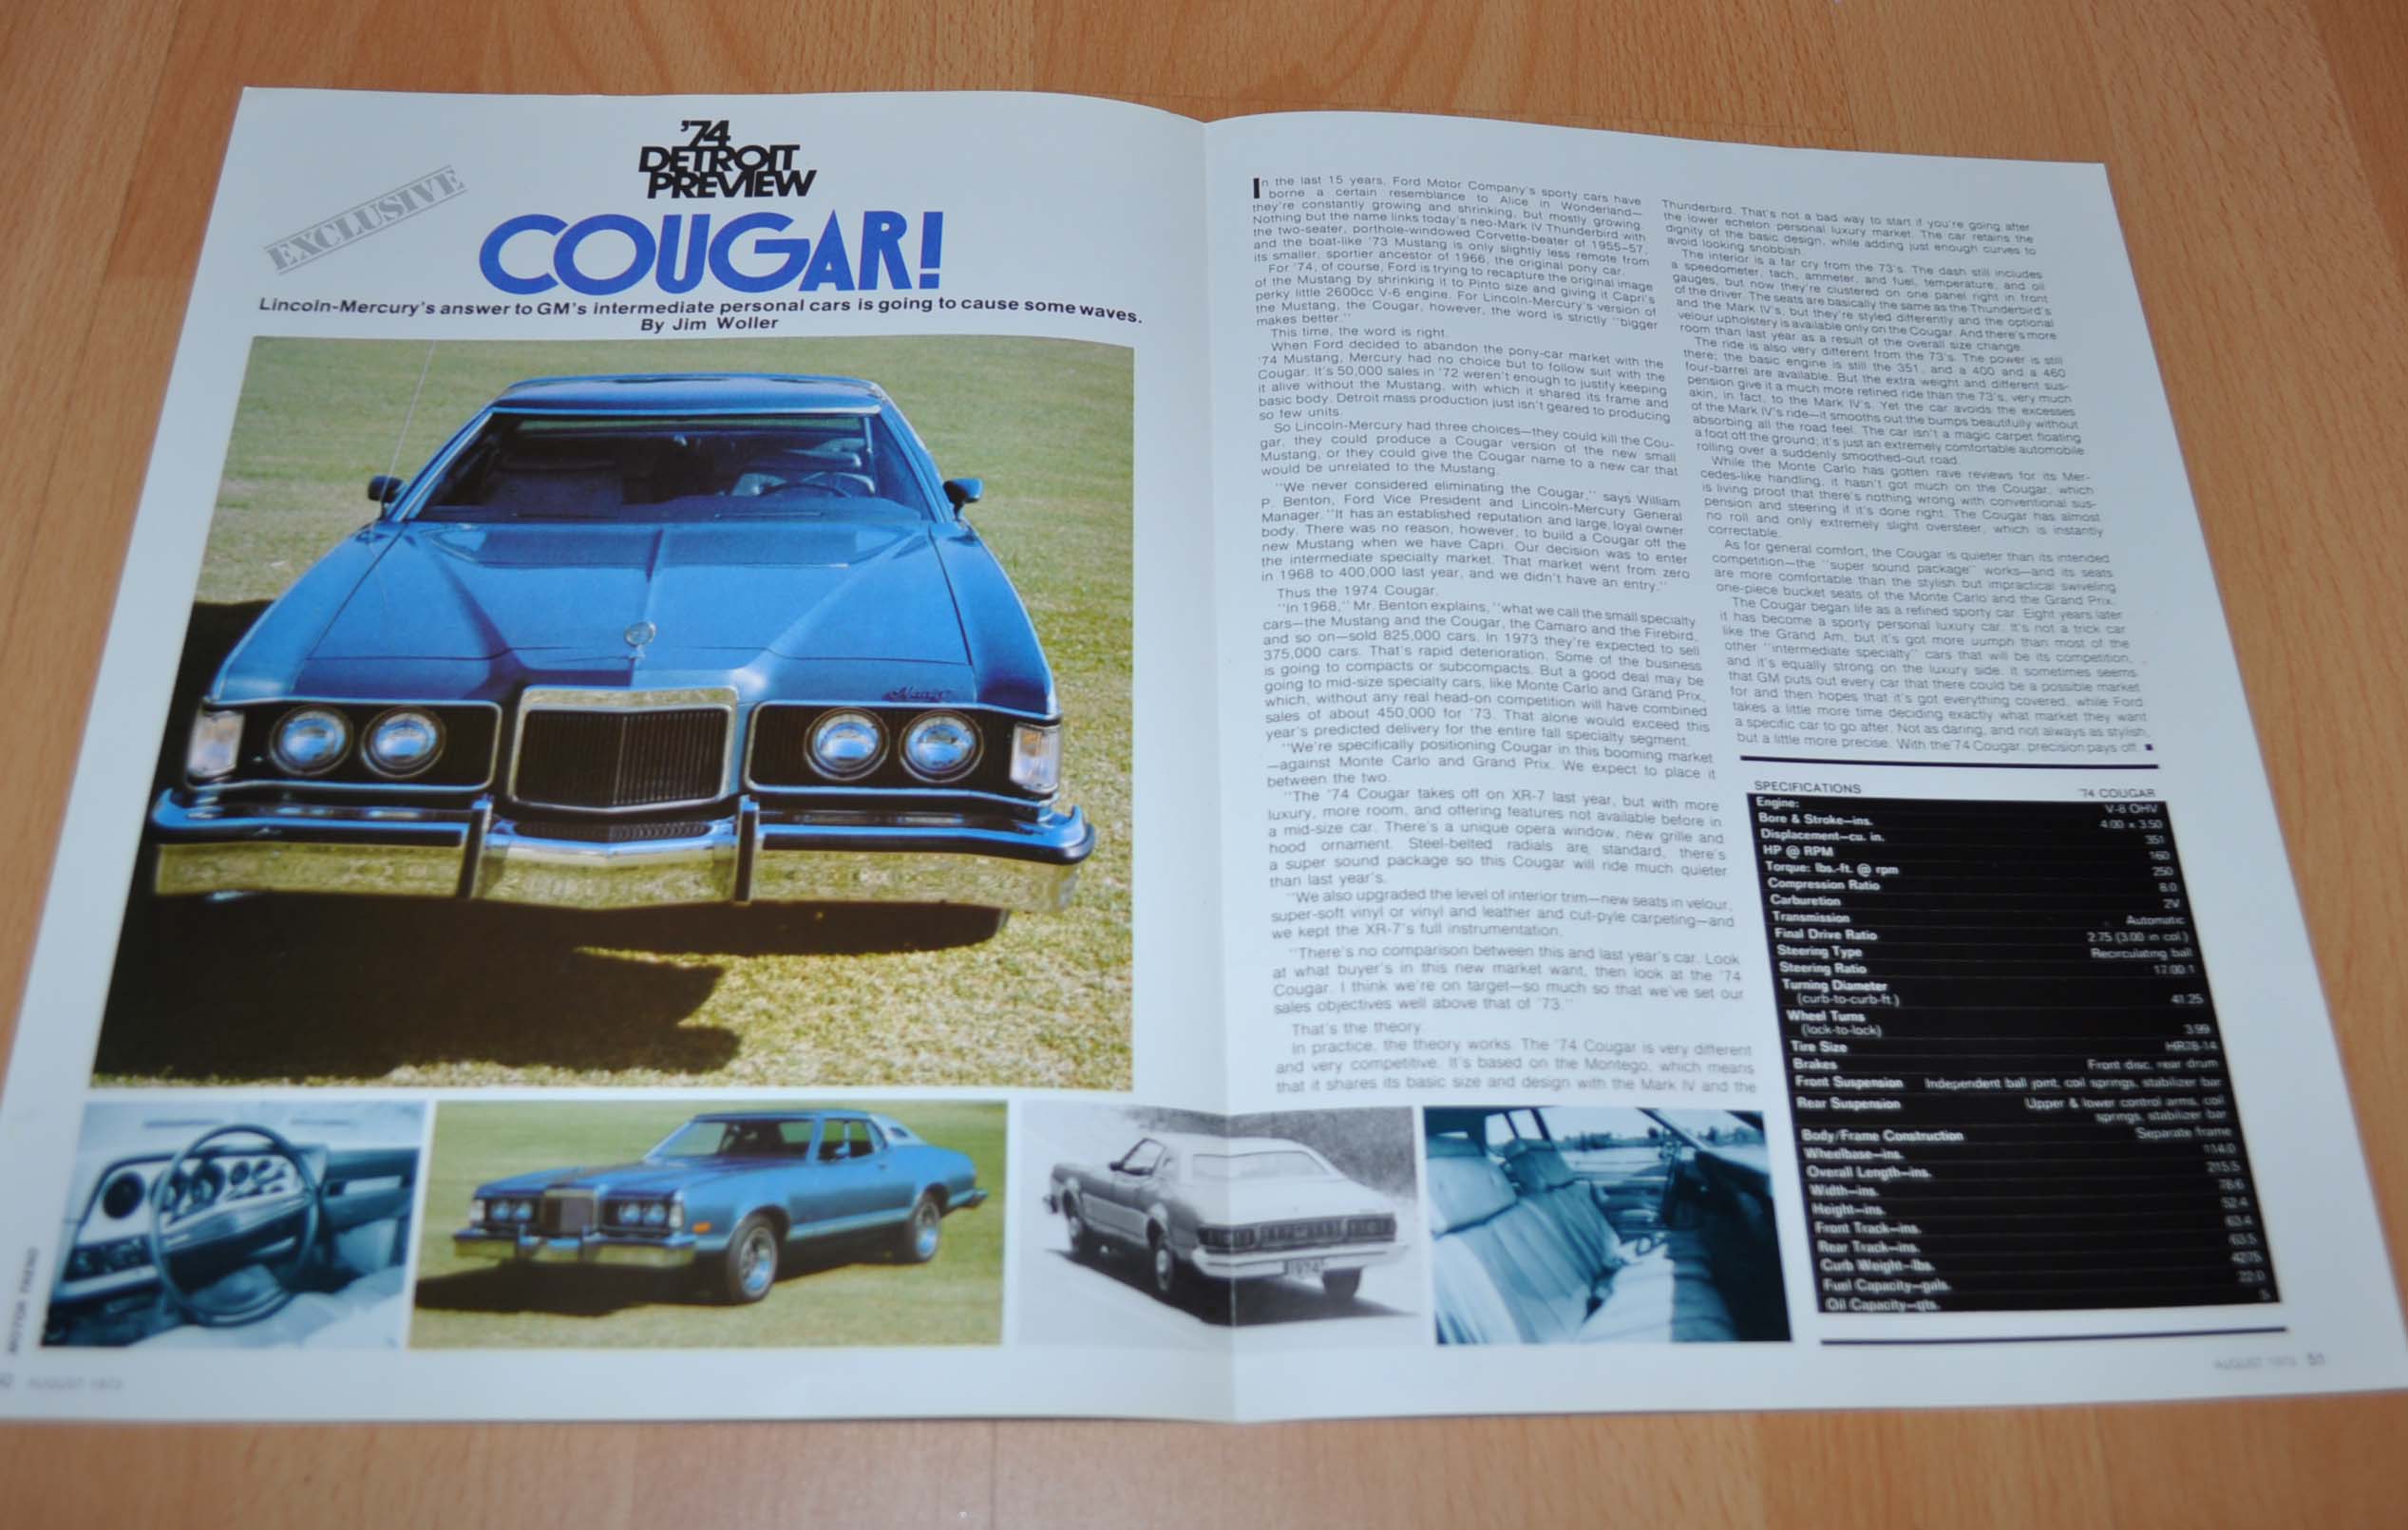 '74
DETROIT
PREVIEW
EXCLUSIVE
COUGAR!
Lincoln-Mercury's answer to GM's intermediate personal cars is going to cause some waves.
By Jim Woller
In the last 15 years, Ford Motor Company's sporty cars have
borne a certain resemblance to Alice in Wonderland—
they're constantly growing and shrinking, but mostly growing.
Nothing but the name links today's neo-Mark IV Thunderbird with
the two-seater, porthole-windowed Corvette-beater of 1955-57,
and the boat-like '73 Mustang is only slightly less remote from
its smaller, sportier ancestor of 1966, the original pony car.
For '74, of course, Ford is trying to recapture the original image
of the Mustang by shrinking it to Pinto size and giving it Capri's
perky little 2600cc V-6 engine. For Lincoln-Mercury's version of
the Mustang, the Cougar, however, the word is strictly "bigger
makes better."
This time, the word is right.
When Ford decided to abandon the pony-car market with the
'74 Mustang, Mercury had no choice but to follow suit with the
Cougar. It's 50,000 sales in '72 weren't enough to justify keeping
it alive without the Mustang, with which it shared its frame and
basic body. Detroit mass production just isn't geared to producing
so few units.
So Lincoln-Mercury had three choices—they could kill the Cou-
gar, they could produce a Cougar version of the new small
Mustang, or they could give the Cougar name to a new car that
would be unrelated to the Mustang.
"We never considered eliminating the Cougar," says William
P. Benton, Ford Vice President and Lincoln-Mercury General
Manager. "It has an established reputation and large, loyal owner
body. There was no reason, however, to build a Cougar off the
new Mustang when we have Capri. Our decision was to enter
the intermediate specialty market. That market went from zero
in 1968 to 400,000 last year, and we didn't have an entry."
Thus the 1974 Cougar.
"In 1968," Mr. Benton explains, "what we call the small specialty
cars—the Mustang and the Cougar, the Camaro and the Firebird,
and so on—sold 825,000 cars. In 1973 they're expected to sell
375,000 cars. That's rapid deterioration. Some of the business
is going to compacts or subcompacts. But a good deal may be
going to mid-size specialty cars, like Monte Carlo and Grand Prix,
which, without any real head-on competition will have combined
sales of about 450,000 for '73. That alone would exceed this
year's predicted delivery for the entire fall specialty segment.
"We're specifically positioning Cougar in this booming market
—against Monte Carlo and Grand Prix. We expect to place it
between the two.
"The '74 Cougar takes off on XR-7 last year, but with more
luxury, more room, and offering features not available before in
a mid-size car. There's a unique opera window, new grille and
hood ornament. Steel-belted radials are standard, there's
a super sound package so this Cougar will ride much quieter
than last year's.
"We also upgraded the level of interior trim—new seats in velour,
super-soft vinyl or vinyl and leather and cut-pyle carpeting—and
we kept the XR-7's full instrumentation.
"There's no comparison between this and last year's car. Look
at what buyer's in this new market want, then look at the '74
Cougar. I think we're on target—so much so that we've set our
sales objectives well above that of '73."
That's the theory.
In practice, the theory works. The '74 Cougar is very different
and very competitive. It's based on the Montego, which means
that it shares its basic size and design with the Mark IV and the
Thunderbird. That's not a bad way to start if you're going after
the lower echelon personal luxury market. The car retains the
dignity of the basic design, while adding just enough curves to
avoid looking snobbish.
The interior is a far cry from the 73's. The dash still includes
a speedometer, tach, ammeter, and fuel, temperature, and oil
gauges, but now they're clustered on one panel right in front
of the driver. The seats are basically the same as the Thunderbird's
and the Mark IV's, but they're styled differently and the optional
velour upholstery is available only on the Cougar. And there's more
room than last year as a result of the overall size change.
The ride is also very different from the 73's. The power is still
there; the basic engine is still the 351, and a 400 and a 460
four-barrel are available. But the extra weight and different sus-
pension give it a much more refined ride than the 73's, very much
akin, in fact, to the Mark IV's. Yet the car avoids the excesses
of the Mark IV's ride—it smooths out the bumps beautifully without
absorbing all the road feel. The car isn't a magic carpet floating
a foot off the ground; it's just an extremely comfortable automobile
rolling over a suddenly smoothed-out road.
While the Monte Carlo has gotten rave reviews for its Mer-
cedes-like handling, it hasn't got much on the Cougar, which
is living proof that there's nothing wrong with conventional sus-
pension and steering if it's done right. The Cougar has almost
no roll and only extremely slight oversteer, which is instantly
correctable.
As for general comfort, the Cougar is quieter than its intended
competition—the "super sound package" works—and its seats
are more comfortable than the stylish but impractical swiveling
one-piece bucket seats of the Monte Carlo and the Grand Prix.
The Cougar began life as a refined sporty car. Eight years later
it has become a sporty personal luxury car. It's not a trick car
like the Grand Am, but it's got more uumph than most of the
other "intermediate specialty" cars that will be its competition,
and it's equally strong on the luxury side. It sometimes seems
that GM puts out every car that there could be a possible market
for and then hopes that it's got everything covered, while Ford
takes a little more time deciding exactly what market they want
a specific car to go after. Not as daring, and not always as stylish,
but a little more precise. With the '74 Cougar, precision pays off. ■
SPECIFICATIONS '74 COUGAR
Engine: V-8 OHV
Bore & Stroke—ins. 4.00 x 3.50
Displacement—cu. in. 351
HP @ RPM 160
Torque: lbs.-ft. @ rpm 250
Compression Ratio 8.0
Carburetion 2V
Transmission Automatic
Final Drive Ratio 2.75 (3.00 in cal.)
Steering Type Recirculating ball
Steering Ratio 17.00:1
Turning Diameter
(curb-to-curb-ft.) 41.25
Wheel Turns
(lock-to-lock) 3.99
Tire Size HR78-14
Brakes Front disc, rear drum
Front Suspension Independent ball joint, coil springs, stabilizer bar
Rear Suspension Upper & lower control arms, coil
springs, stabilizer bar
Body/Frame Construction Separate frame
Wheelbase—ins. 114.0
Overall Length—ins. 215.5
Width—ins. 78.6
Height—ins. 52.4
Front Track—ins. 63.4
Rear Track—ins. 63.5
Curb Weight—lbs. 4275
Fuel Capacity—gals. 22.0
Oil Capacity—qts. 5
1974
MOTOR TREND
AUGUST 1973
AUGUST 1973 51